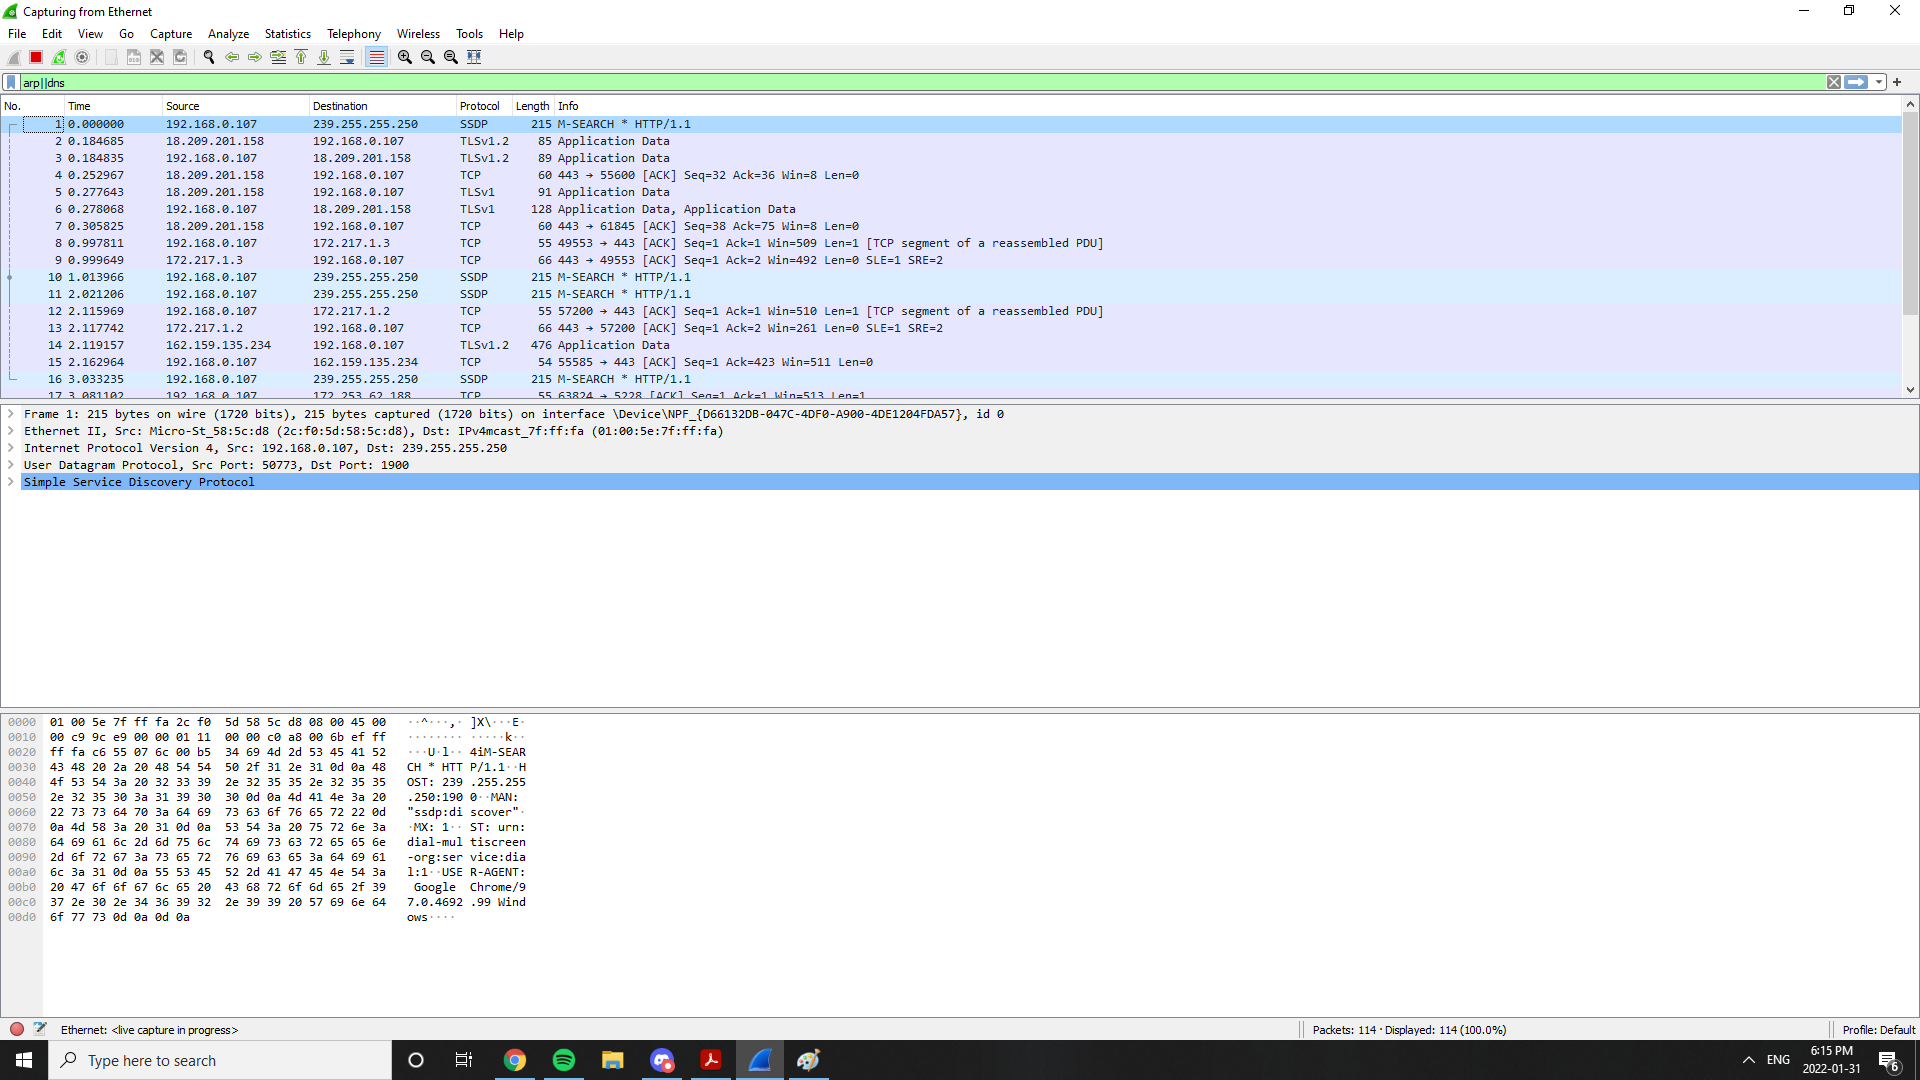 Capturing from Ethernet
File Edit View Go Capture Analyze Statistics Telephony Wireless Tools Help
arp||dns
No. Time Source Destination Protocol Length Info
1 0.000000 192.168.0.107 239.255.255.250 SSDP 215 M-SEARCH * HTTP/1.1
2 0.184685 18.209.201.158 192.168.0.107 TLSv1.2 85 Application Data
3 0.184835 192.168.0.107 18.209.201.158 TLSv1.2 89 Application Data
4 0.252967 18.209.201.158 192.168.0.107 TCP 60 443 → 55600 [ACK] Seq=32 Ack=36 Win=8 Len=0
5 0.277643 18.209.201.158 192.168.0.107 TLSv1 91 Application Data
6 0.278068 192.168.0.107 18.209.201.158 TLSv1 128 Application Data, Application Data
7 0.305825 18.209.201.158 192.168.0.107 TCP 60 443 → 61845 [ACK] Seq=38 Ack=75 Win=8 Len=0
8 0.997811 192.168.0.107 172.217.1.3 TCP 55 49553 → 443 [ACK] Seq=1 Ack=1 Win=509 Len=1 [TCP segment of a reassembled PDU]
9 0.999649 172.217.1.3 192.168.0.107 TCP 66 443 → 49553 [ACK] Seq=1 Ack=2 Win=492 Len=0 SLE=1 SRE=2
10 1.013966 192.168.0.107 239.255.255.250 SSDP 215 M-SEARCH * HTTP/1.1
11 2.021206 192.168.0.107 239.255.255.250 SSDP 215 M-SEARCH * HTTP/1.1
12 2.115969 192.168.0.107 172.217.1.2 TCP 55 57200 → 443 [ACK] Seq=1 Ack=1 Win=510 Len=1 [TCP segment of a reassembled PDU]
13 2.117742 172.217.1.2 192.168.0.107 TCP 66 443 → 57200 [ACK] Seq=1 Ack=2 Win=261 Len=0 SLE=1 SRE=2
14 2.119157 162.159.135.234 192.168.0.107 TLSv1.2 476 Application Data
15 2.162964 192.168.0.107 162.159.135.234 TCP 54 55585 → 443 [ACK] Seq=1 Ack=423 Win=511 Len=0
16 3.033235 192.168.0.107 239.255.255.250 SSDP 215 M-SEARCH * HTTP/1.1
17 3.081102 192.168.0.107 172.253.62.188 TCP 55 63824 → 5228 [ACK] Seq=1 Ack=1 Win=513 Len=1
Frame 1: 215 bytes on wire (1720 bits), 215 bytes captured (1720 bits) on interface \Device\NPF_{D66132DB-047C-4DF0-A900-4DE1204FDA57}, id 0
Ethernet II, Src: Micro-St_58:5c:d8 (2c:f0:5d:58:5c:d8), Dst: IPv4mcast_7f:ff:fa (01:00:5e:7f:ff:fa)
Internet Protocol Version 4, Src: 192.168.0.107, Dst: 239.255.255.250
User Datagram Protocol, Src Port: 50773, Dst Port: 1900
Simple Service Discovery Protocol
0000 01 00 5e 7f ff fa 2c f0 5d 58 5c d8 08 00 45 00 ··^···,· ]X\···E·
0010 00 c9 9c e9 00 00 01 11 00 00 c0 a8 00 6b ef ff ········ ·····k··
0020 ff fa c6 55 07 6c 00 b5 34 69 4d 2d 53 45 41 52 ···U·l·· 4iM-SEAR
0030 43 48 20 2a 20 48 54 54 50 2f 31 2e 31 0d 0a 48 CH * HTT P/1.1··H
0040 4f 53 54 3a 20 32 33 39 2e 32 35 35 2e 32 35 35 OST: 239 .255.255
0050 2e 32 35 30 3a 31 39 30 30 0d 0a 4d 41 4e 3a 20 .250:190 0··MAN:
0060 22 73 73 64 70 3a 64 69 73 63 6f 76 65 72 22 0d "ssdp:di scover"·
0070 0a 4d 58 3a 20 31 0d 0a 53 54 3a 20 75 72 6e 3a ·MX: 1·· ST: urn:
0080 64 69 61 6c 2d 6d 75 6c 74 69 73 63 72 65 65 6e dial-mul tiscreen
0090 2d 6f 72 67 3a 73 65 72 76 69 63 65 3a 64 69 61 -org:ser vice:dia
00a0 6c 3a 31 0d 0a 55 53 45 52 2d 41 47 45 4e 54 3a l:1··USE R-AGENT:
00b0 20 47 6f 6f 67 6c 65 20 43 68 72 6f 6d 65 2f 39 Google Chrome/9
00c0 37 2e 30 2e 34 36 39 32 2e 39 39 20 57 69 6e 64 7.0.4692 .99 Wind
00d0 6f 77 73 0d 0a 0d 0a ows····
Ethernet: <live capture in progress> Packets: 114 · Displayed: 114 (100.0%) Profile: Default
Type here to search ENG 6:15 PM 2022-01-31 6